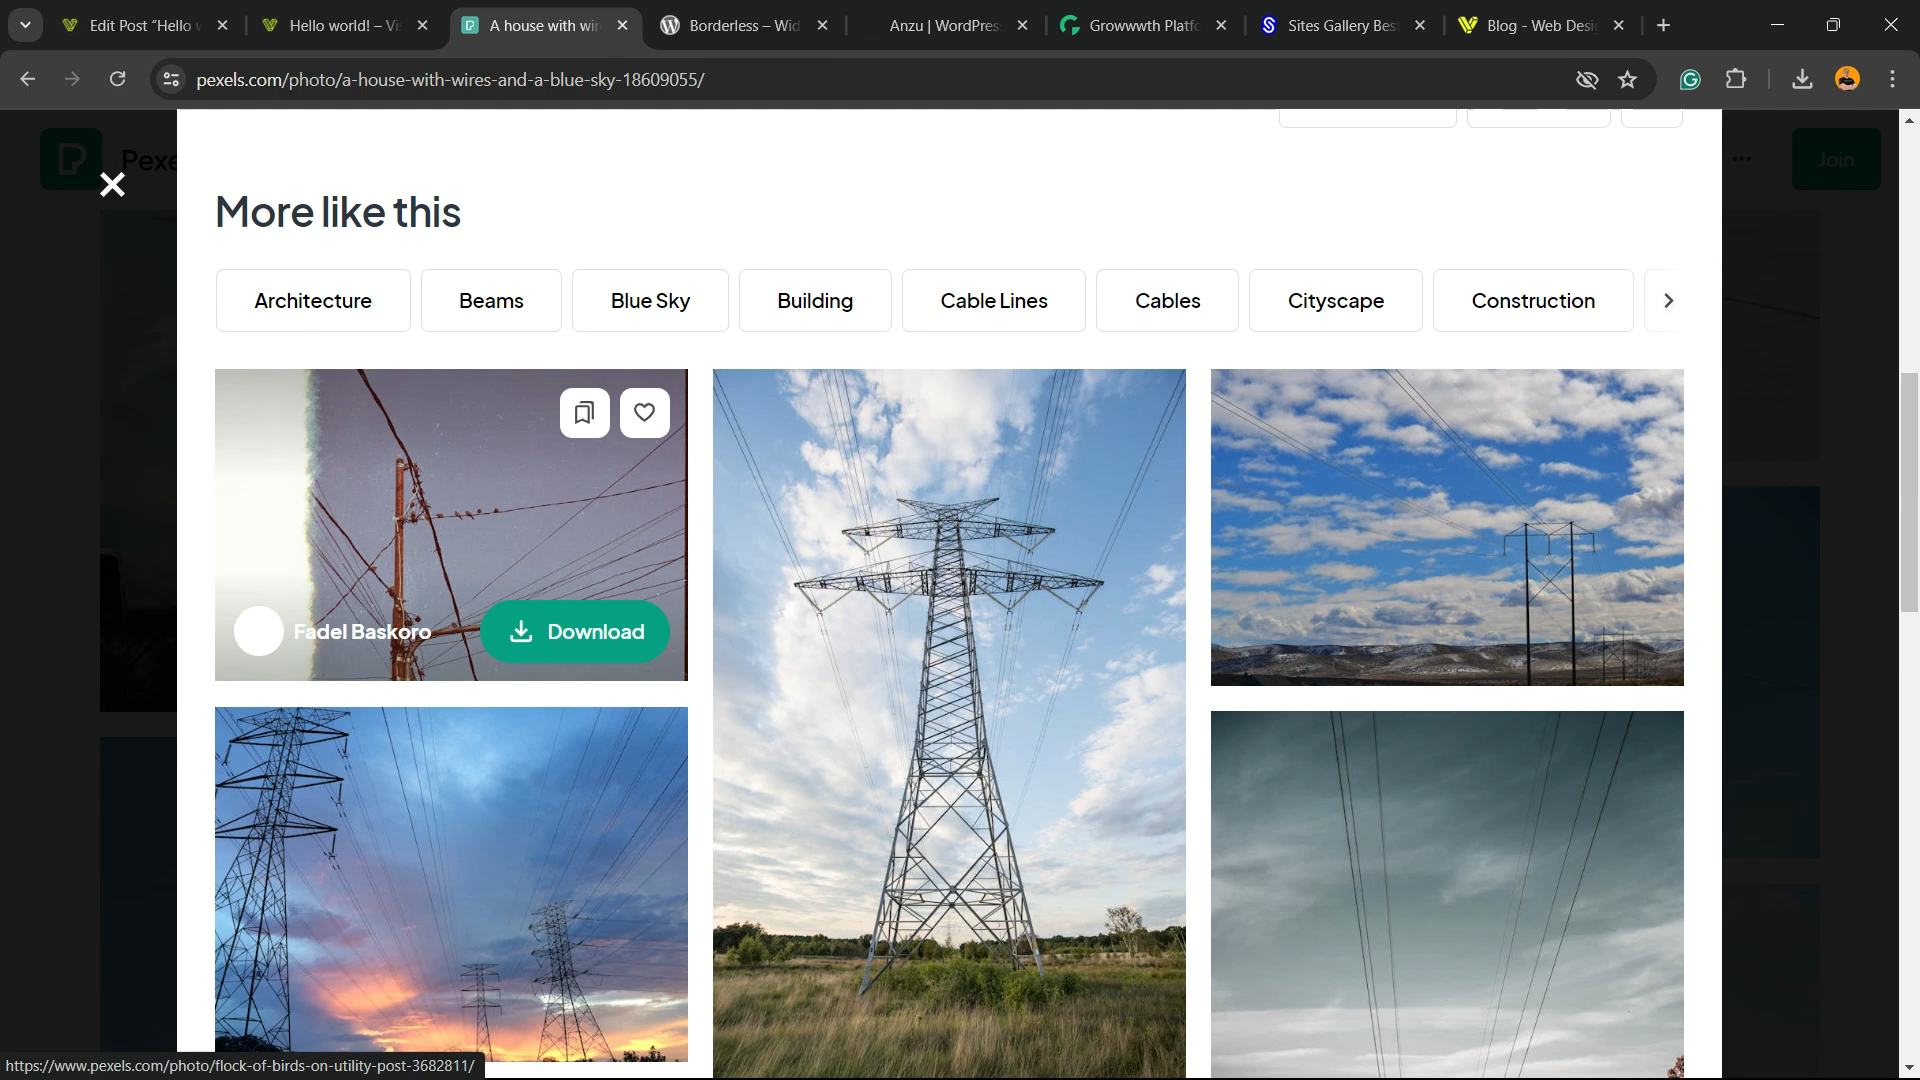 Edit Post “Hello w
Hello world! – Vi
A house with wir
Borderless – Wid
Anzu | WordPres
Growwwth Platfo
Sites Gallery Bes
Blog - Web Desi
pexels.com/photo/a-house-with-wires-and-a-blue-sky-18609055/
Pexe
Join
More like this
Architecture
Beams
Blue Sky
Building
Cable Lines
Cables
Cityscape
Construction
Fadel Baskoro
Download
https://www.pexels.com/photo/flock-of-birds-on-utility-post-3682811/